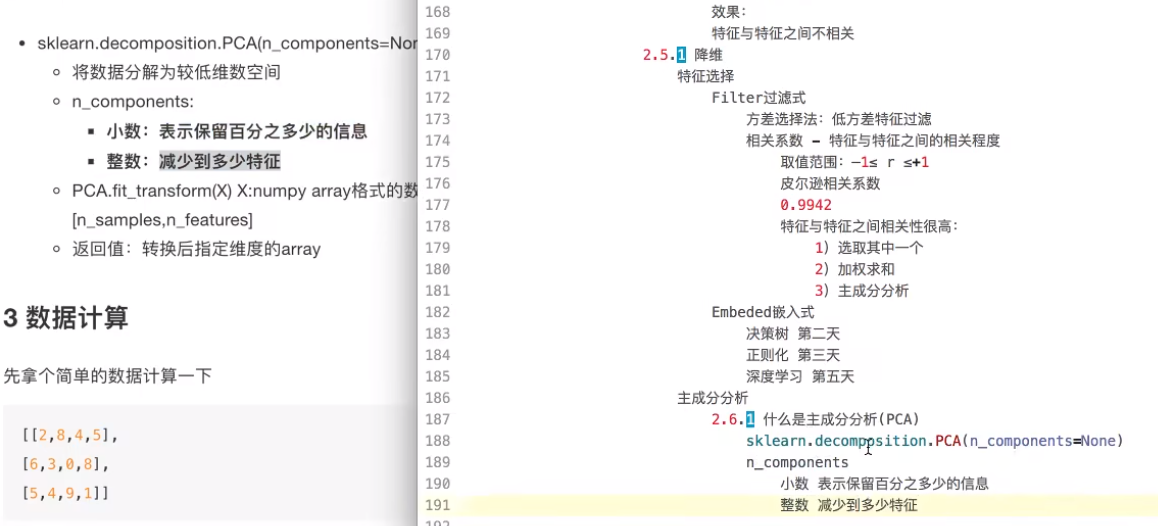 sklearn.decomposition.PCA(n_components=Non
将数据分解为较低维数空间
n_components:
小数：表示保留百分之多少的信息
整数：减少到多少特征
PCA.fit_transform(X) X:numpy array格式的数
[n_samples,n_features]
返回值：转换后指定维度的array
3 数据计算
先拿个简单的数据计算一下
[[2,8,4,5],
[6,3,0,8],
[5,4,9,1]]
168 效果：
169 特征与特征之间不相关
170 2.5.1 降维
171 特征选择
172 Filter过滤式
173 方差选择法：低方差特征过滤
174 相关系数 - 特征与特征之间的相关程度
175 取值范围：–1≤ r ≤+1
176 皮尔逊相关系数
177 0.9942
178 特征与特征之间相关性很高：
179 1）选取其中一个
180 2）加权求和
181 3）主成分分析
182 Embeded嵌入式
183 决策树 第二天
184 正则化 第三天
185 深度学习 第五天
186 主成分分析
187 2.6.1 什么是主成分分析(PCA)
188 sklearn.decomposition.PCA(n_components=None)
189 n_components
190 小数 表示保留百分之多少的信息
191 整数 减少到多少特征